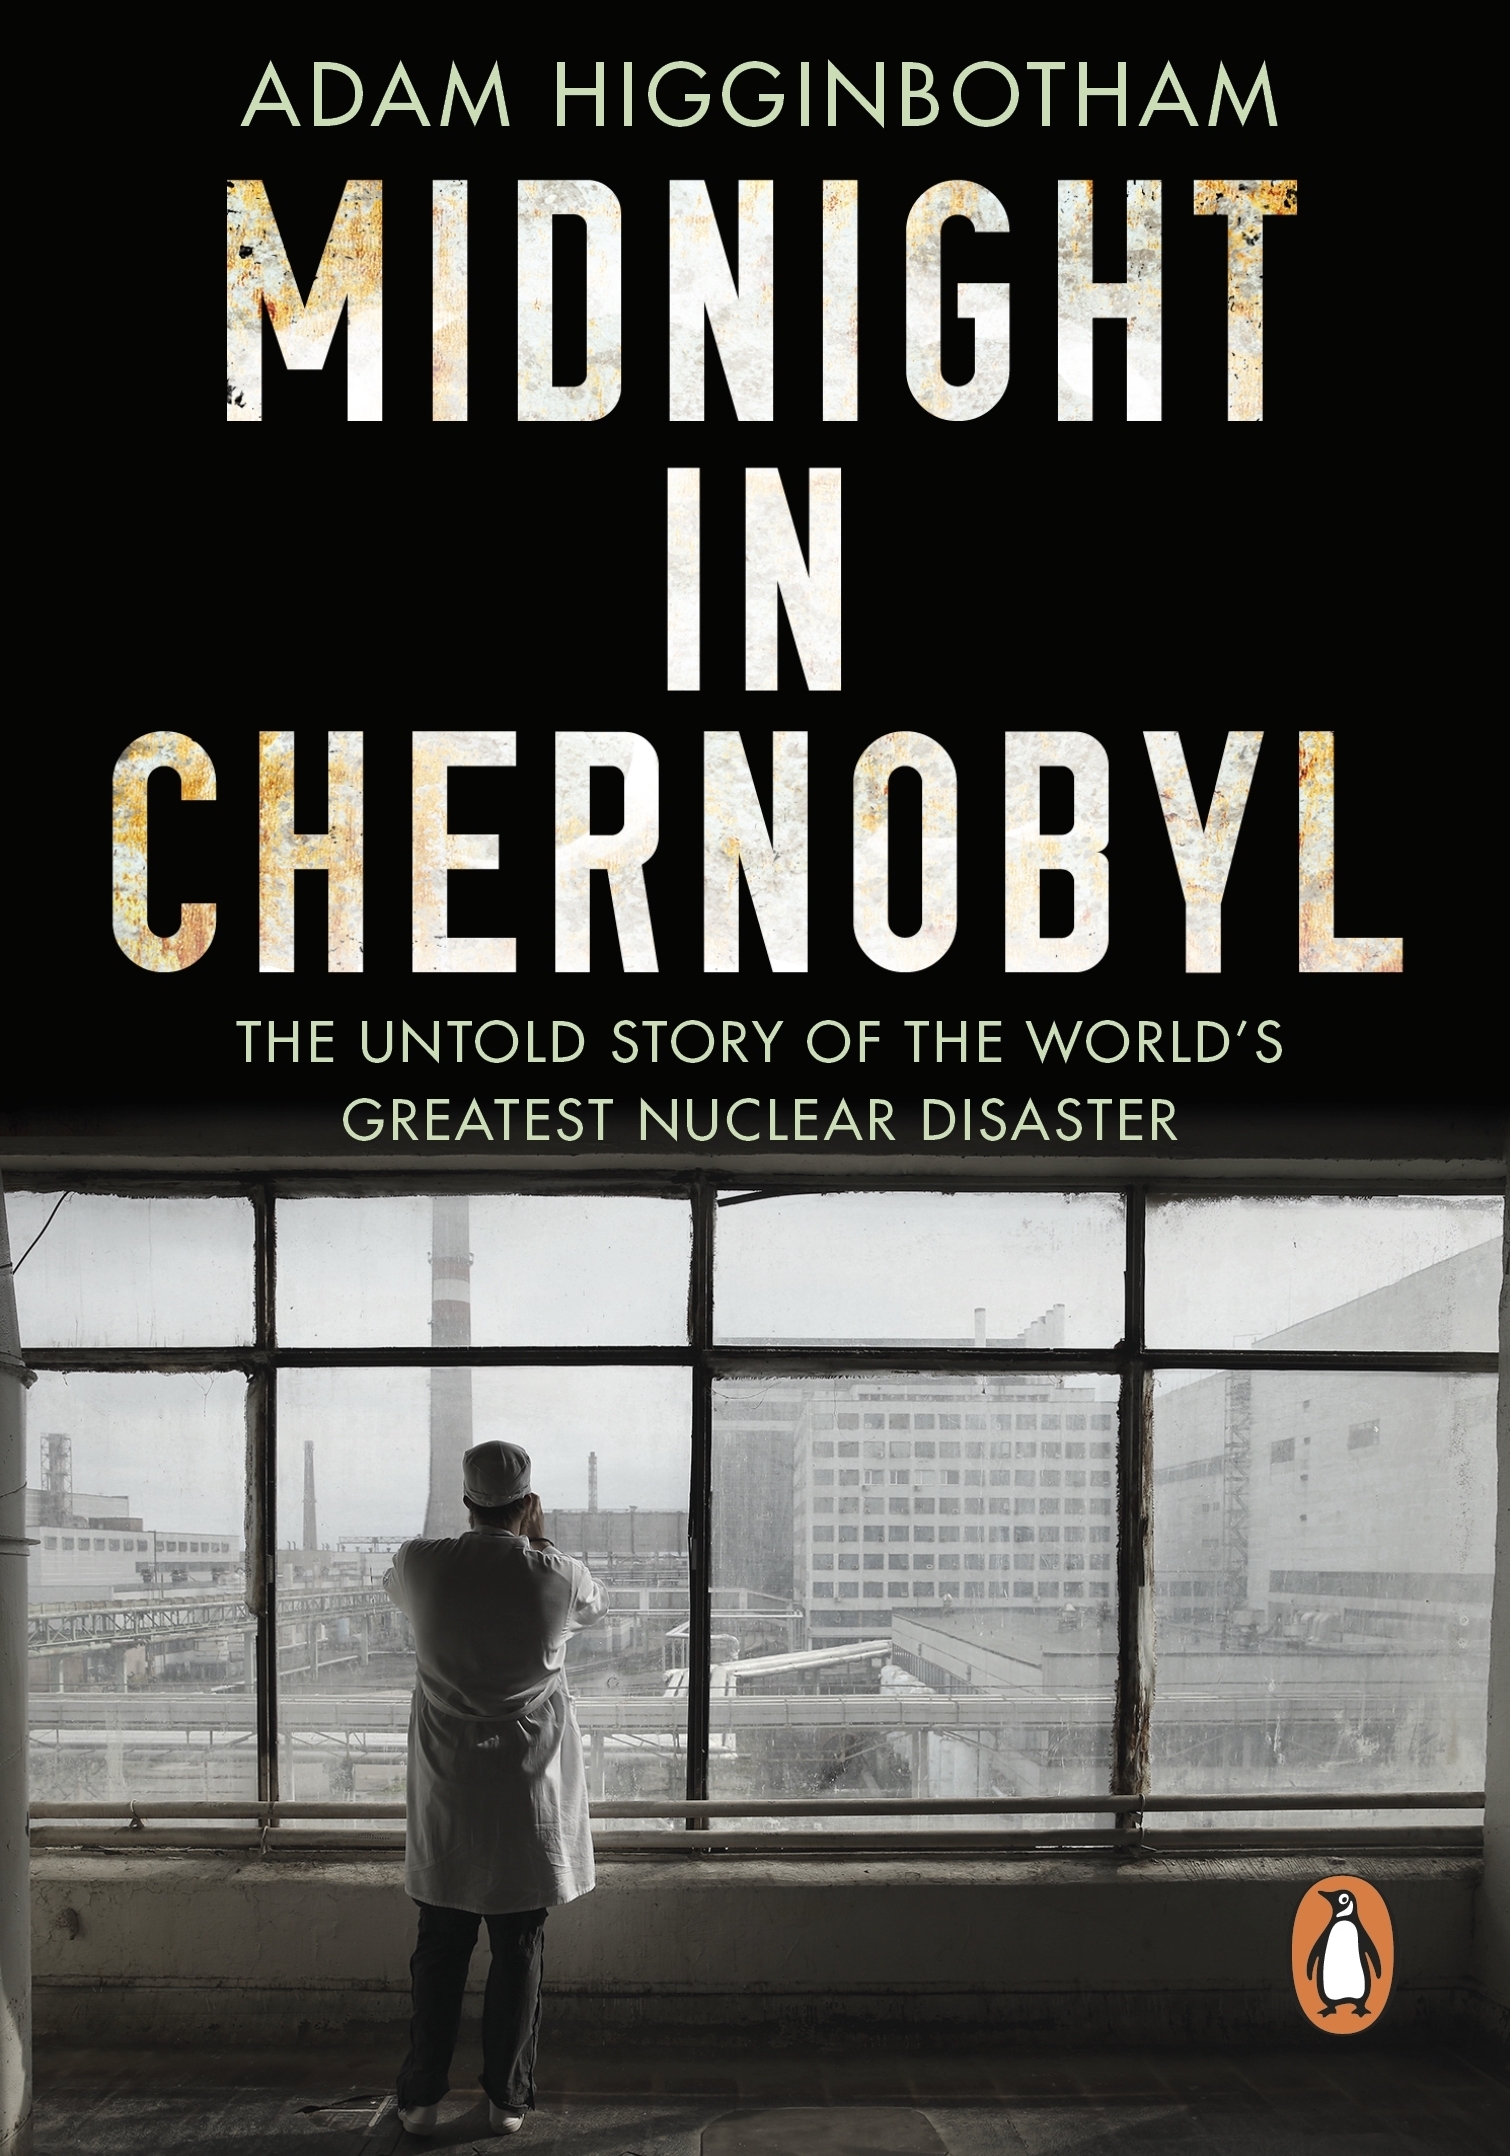 ADAM HIGGINBOTHAM
MIDNIGHT
IN
CHERNOBYL
THE UNTOLD STORY OF THE WORLD’S
GREATEST NUCLEAR DISASTER